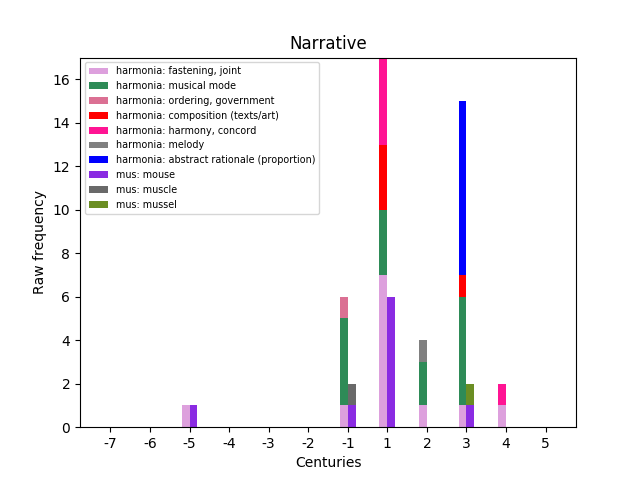 Narrative
harmonia: fastening, joint
harmonia: musical mode
harmonia: ordering, government
harmonia: composition (texts/art)
harmonia: harmony, concord
harmonia: melody
harmonia: abstract rationale (proportion)
mus: mouse
mus: muscle
mus: mussel
Raw frequency
16
14
12
10
8
6
4
2
0
-7 -6 -5 -4 -3 -2 -1 1 2 3 4 5
Centuries